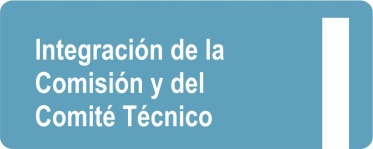 Integración de la
Comisión y del
Comité Técnico